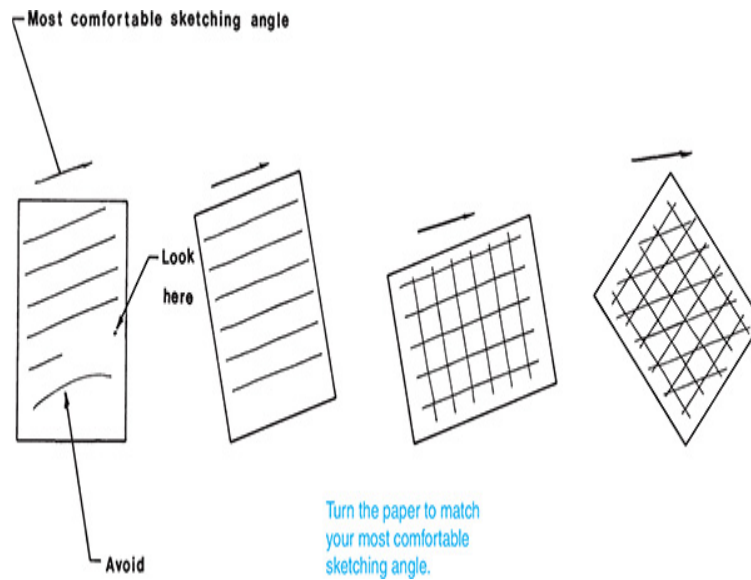 Most comfortable sketching angle
Look
here
Avoid
Turn the paper to match
your most comfortable
sketching angle.